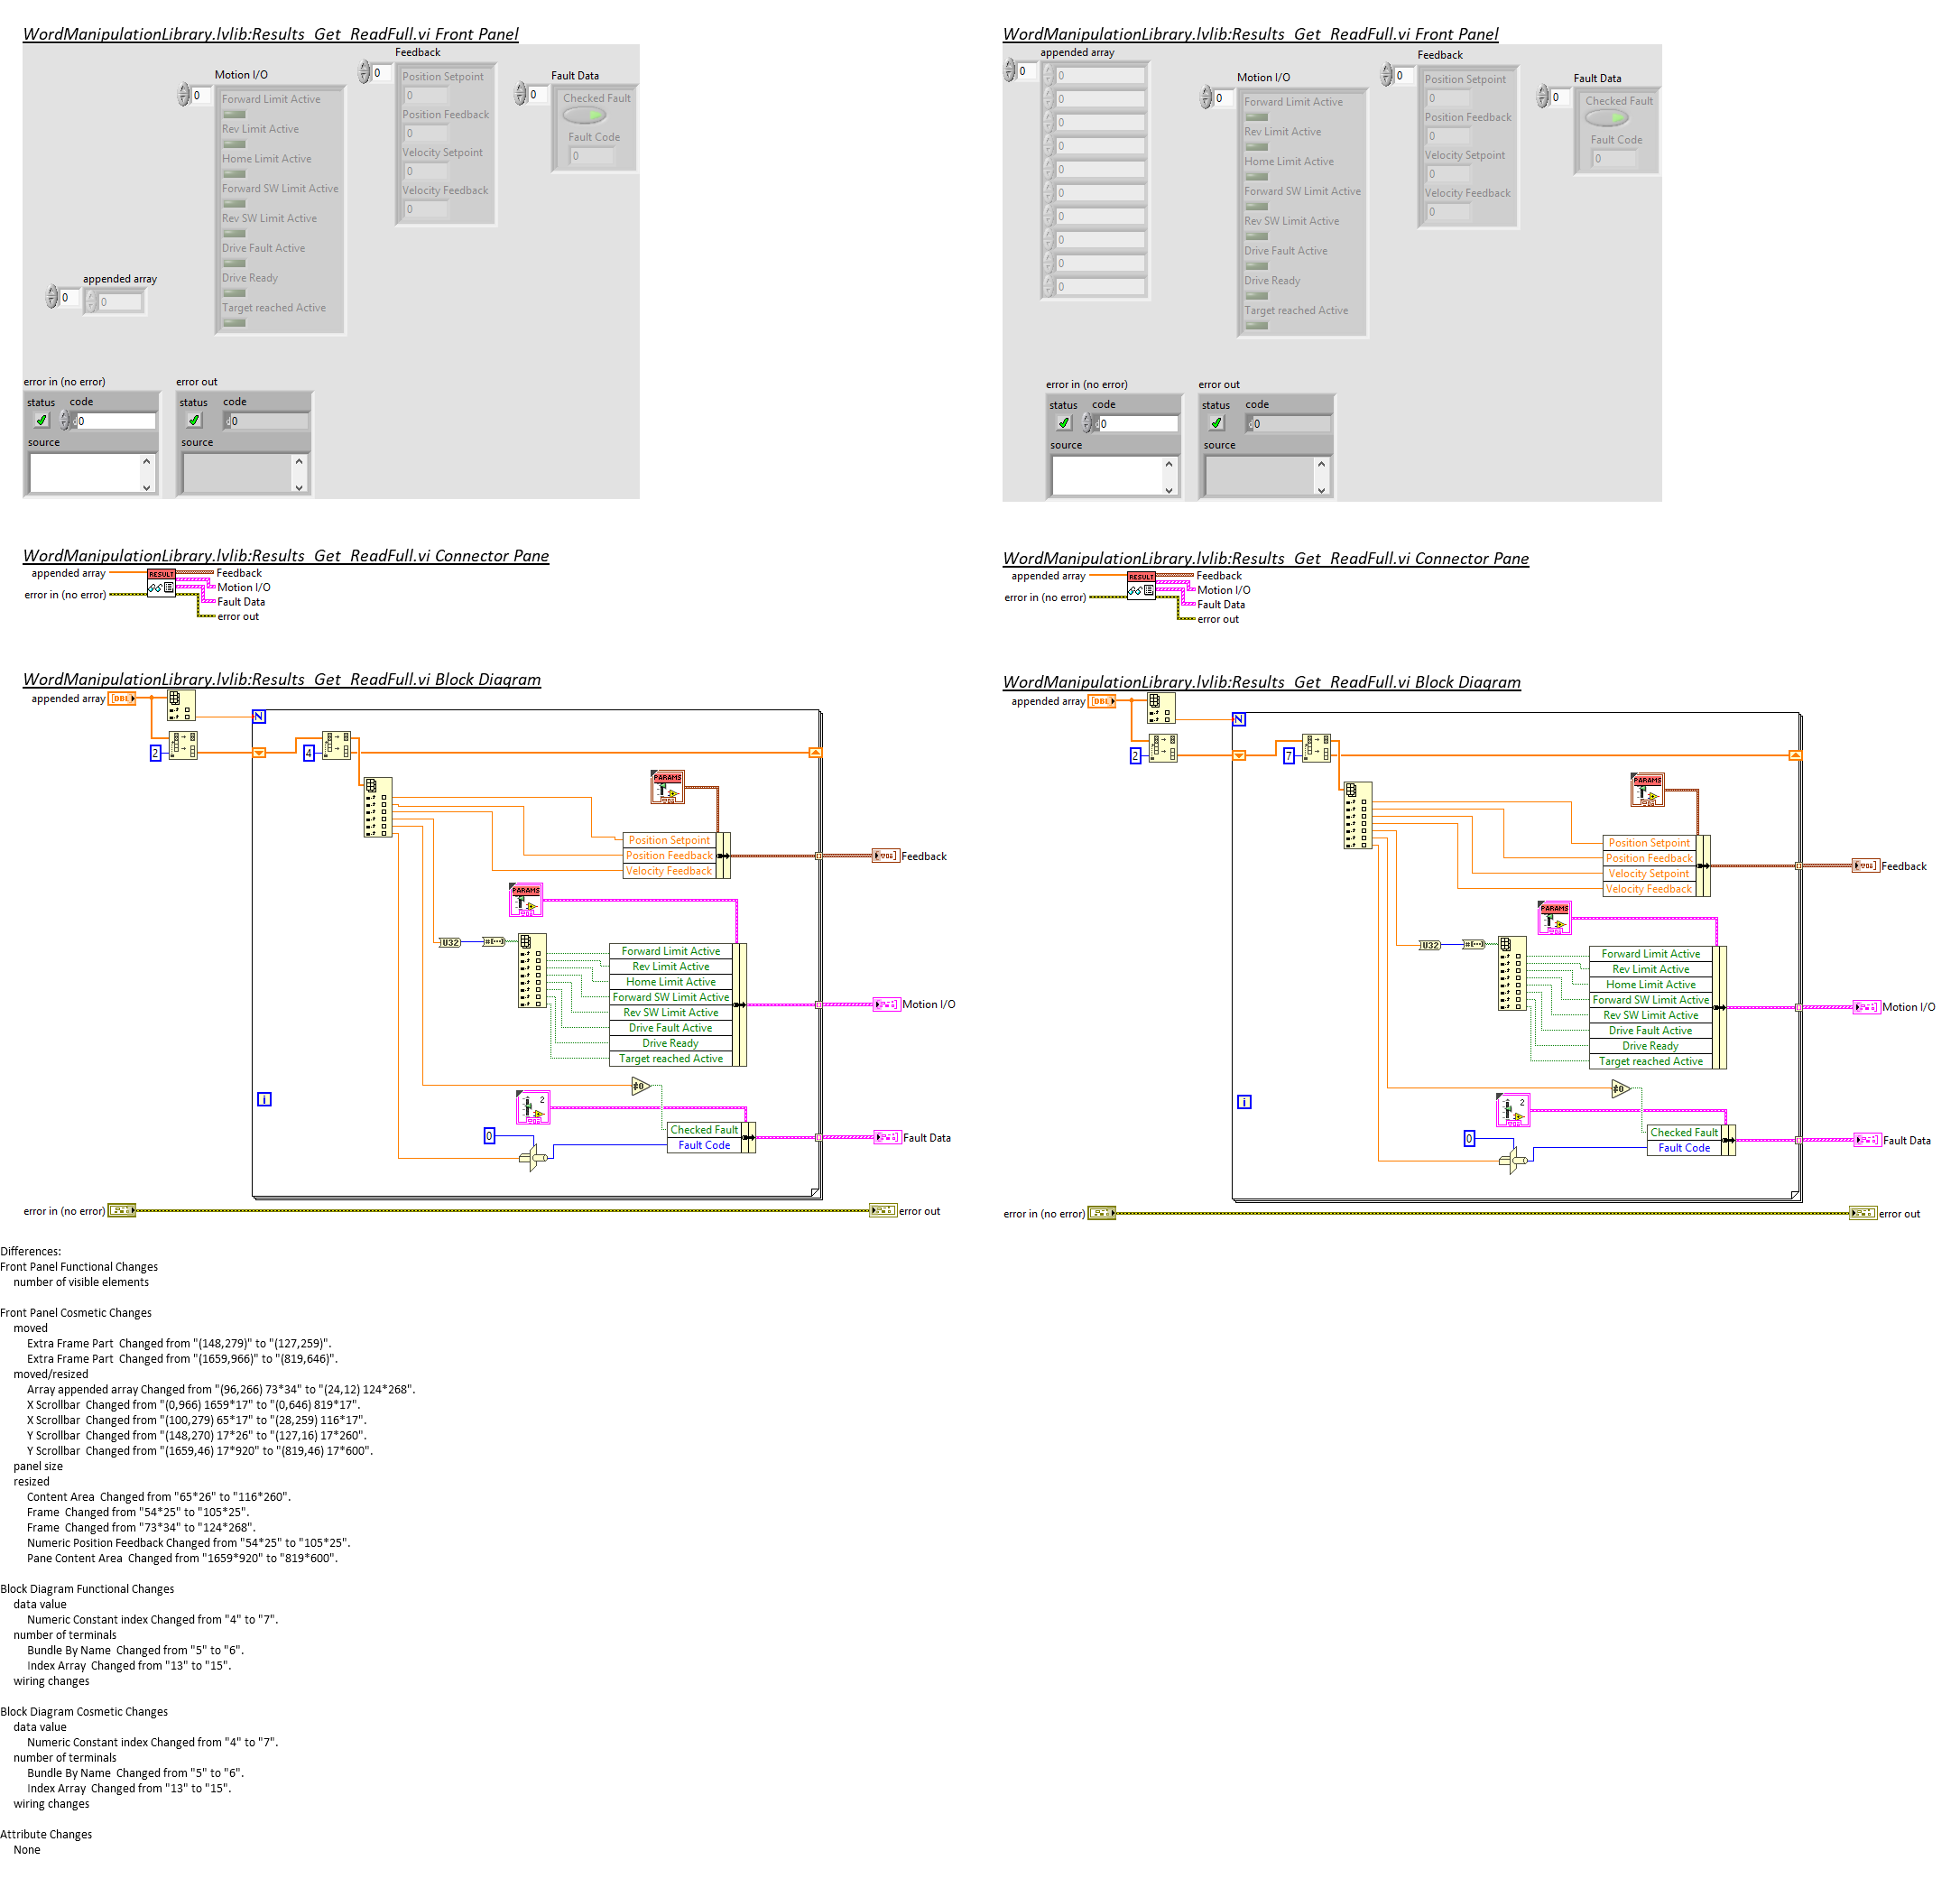 WordManipulationLibrary.lvlib:Results_Get_ReadFull.vi Front Panel
Motion I/O
0
Forward Limit Active
Rev Limit Active
Home Limit Active
Forward SW Limit Active
Rev SW Limit Active
Drive Fault Active
Drive Ready
Target reached Active
Feedback
0
Position Setpoint
0
Position Feedback
0
Velocity Setpoint
0
Velocity Feedback
0
Fault Data
0
Checked Fault
Fault Code
0
appended array
0
0
error in (no error)
status code
0
source
error out
status code
0
source
WordManipulationLibrary.lvlib:Results_Get_ReadFull.vi Front Panel
appended array
0
0
0
0
0
0
0
0
0
0
0
Motion I/O
0
Forward Limit Active
Rev Limit Active
Home Limit Active
Forward SW Limit Active
Rev SW Limit Active
Drive Fault Active
Drive Ready
Target reached Active
Feedback
0
Position Setpoint
0
Position Feedback
0
Velocity Setpoint
0
Velocity Feedback
0
Fault Data
0
Checked Fault
Fault Code
0
error in (no error)
status code
0
source
error out
status code
0
source
WordManipulationLibrary.lvlib:Results_Get_ReadFull.vi Connector Pane
appended array
error in (no error)
RESULT
Feedback
Motion I/O
Fault Data
error out
WordManipulationLibrary.lvlib:Results_Get_ReadFull.vi Connector Pane
appended array
error in (no error)
RESULT
Feedback
Motion I/O
Fault Data
error out
WordManipulationLibrary.lvlib:Results_Get_ReadFull.vi Block Diagram
appended array
[DBL]
N
2
4
PARAMS
Position Setpoint
Position Feedback
Velocity Feedback
Feedback
PARAMS
U32
Forward Limit Active
Rev Limit Active
Home Limit Active
Forward SW Limit Active
Rev SW Limit Active
Drive Fault Active
Drive Ready
Target reached Active
Motion I/O
≠0
i
2
0
Checked Fault
Fault Code
Fault Data
error in (no error)
error out
WordManipulationLibrary.lvlib:Results_Get_ReadFull.vi Block Diagram
appended array
[DBL]
N
2
7
PARAMS
Position Setpoint
Position Feedback
Velocity Setpoint
Velocity Feedback
Feedback
PARAMS
U32
Forward Limit Active
Rev Limit Active
Home Limit Active
Forward SW Limit Active
Rev SW Limit Active
Drive Fault Active
Drive Ready
Target reached Active
Motion I/O
≠0
i
2
0
Checked Fault
Fault Code
Fault Data
error in (no error)
error out
Differences:
Front Panel Functional Changes
number of visible elements
Front Panel Cosmetic Changes
moved
Extra Frame Part  Changed from "(148,279)" to "(127,259)".
Extra Frame Part  Changed from "(1659,966)" to "(819,646)".
moved/resized
Array appended array Changed from "(96,266) 73*34" to "(24,12) 124*268".
X Scrollbar  Changed from "(0,966) 1659*17" to "(0,646) 819*17".
X Scrollbar  Changed from "(100,279) 65*17" to "(28,259) 116*17".
Y Scrollbar  Changed from "(148,270) 17*26" to "(127,16) 17*260".
Y Scrollbar  Changed from "(1659,46) 17*920" to "(819,46) 17*600".
panel size
resized
Content Area  Changed from "65*26" to "116*260".
Frame  Changed from "54*25" to "105*25".
Frame  Changed from "73*34" to "124*268".
Numeric Position Feedback Changed from "54*25" to "105*25".
Pane Content Area  Changed from "1659*920" to "819*600".
Block Diagram Functional Changes
data value
Numeric Constant index Changed from "4" to "7".
number of terminals
Bundle By Name  Changed from "5" to "6".
Index Array  Changed from "13" to "15".
wiring changes
Block Diagram Cosmetic Changes
data value
Numeric Constant index Changed from "4" to "7".
number of terminals
Bundle By Name  Changed from "5" to "6".
Index Array  Changed from "13" to "15".
wiring changes
Attribute Changes
None